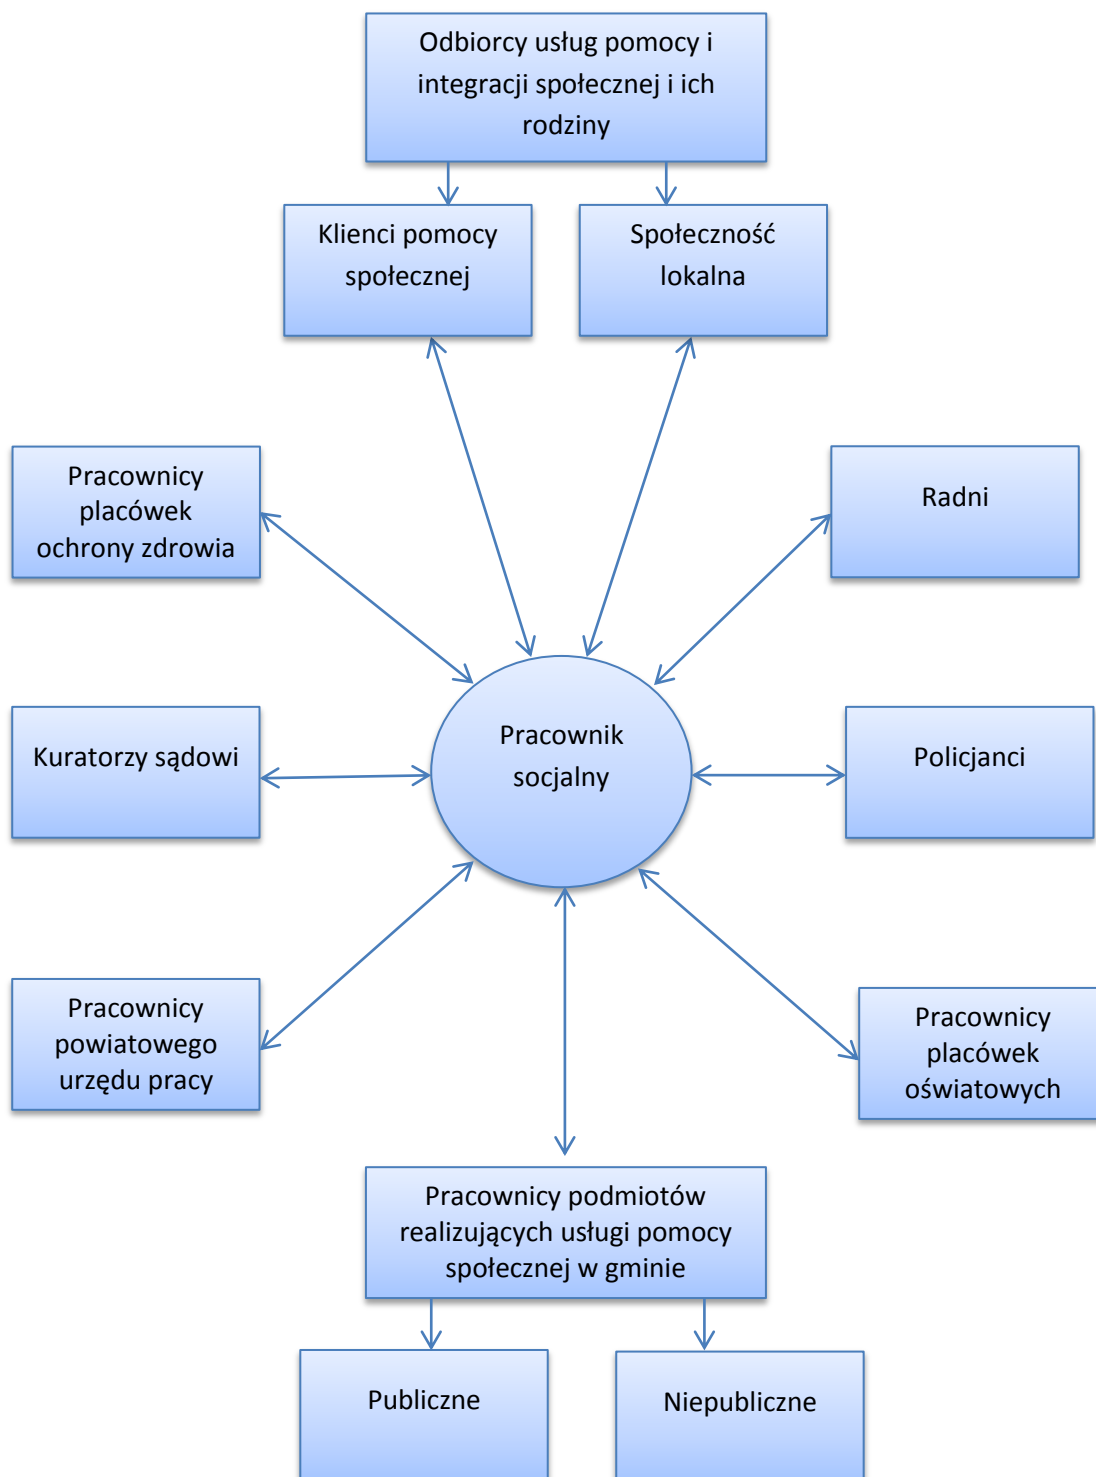 Odbiorcy usług pomocy i
integracji społecznej i ich
rodziny
Klienci pomocy
społecznej
Społeczność
lokalna
Pracownicy
placówek
ochrony zdrowia
Radni
Kuratorzy sądowi
Pracownik
socjalny
Policjanci
Pracownicy
powiatowego
urzędu pracy
Pracownicy
placówek
oświatowych
Pracownicy podmiotów
realizujących usługi pomocy
społecznej w gminie
Publiczne
Niepubliczne